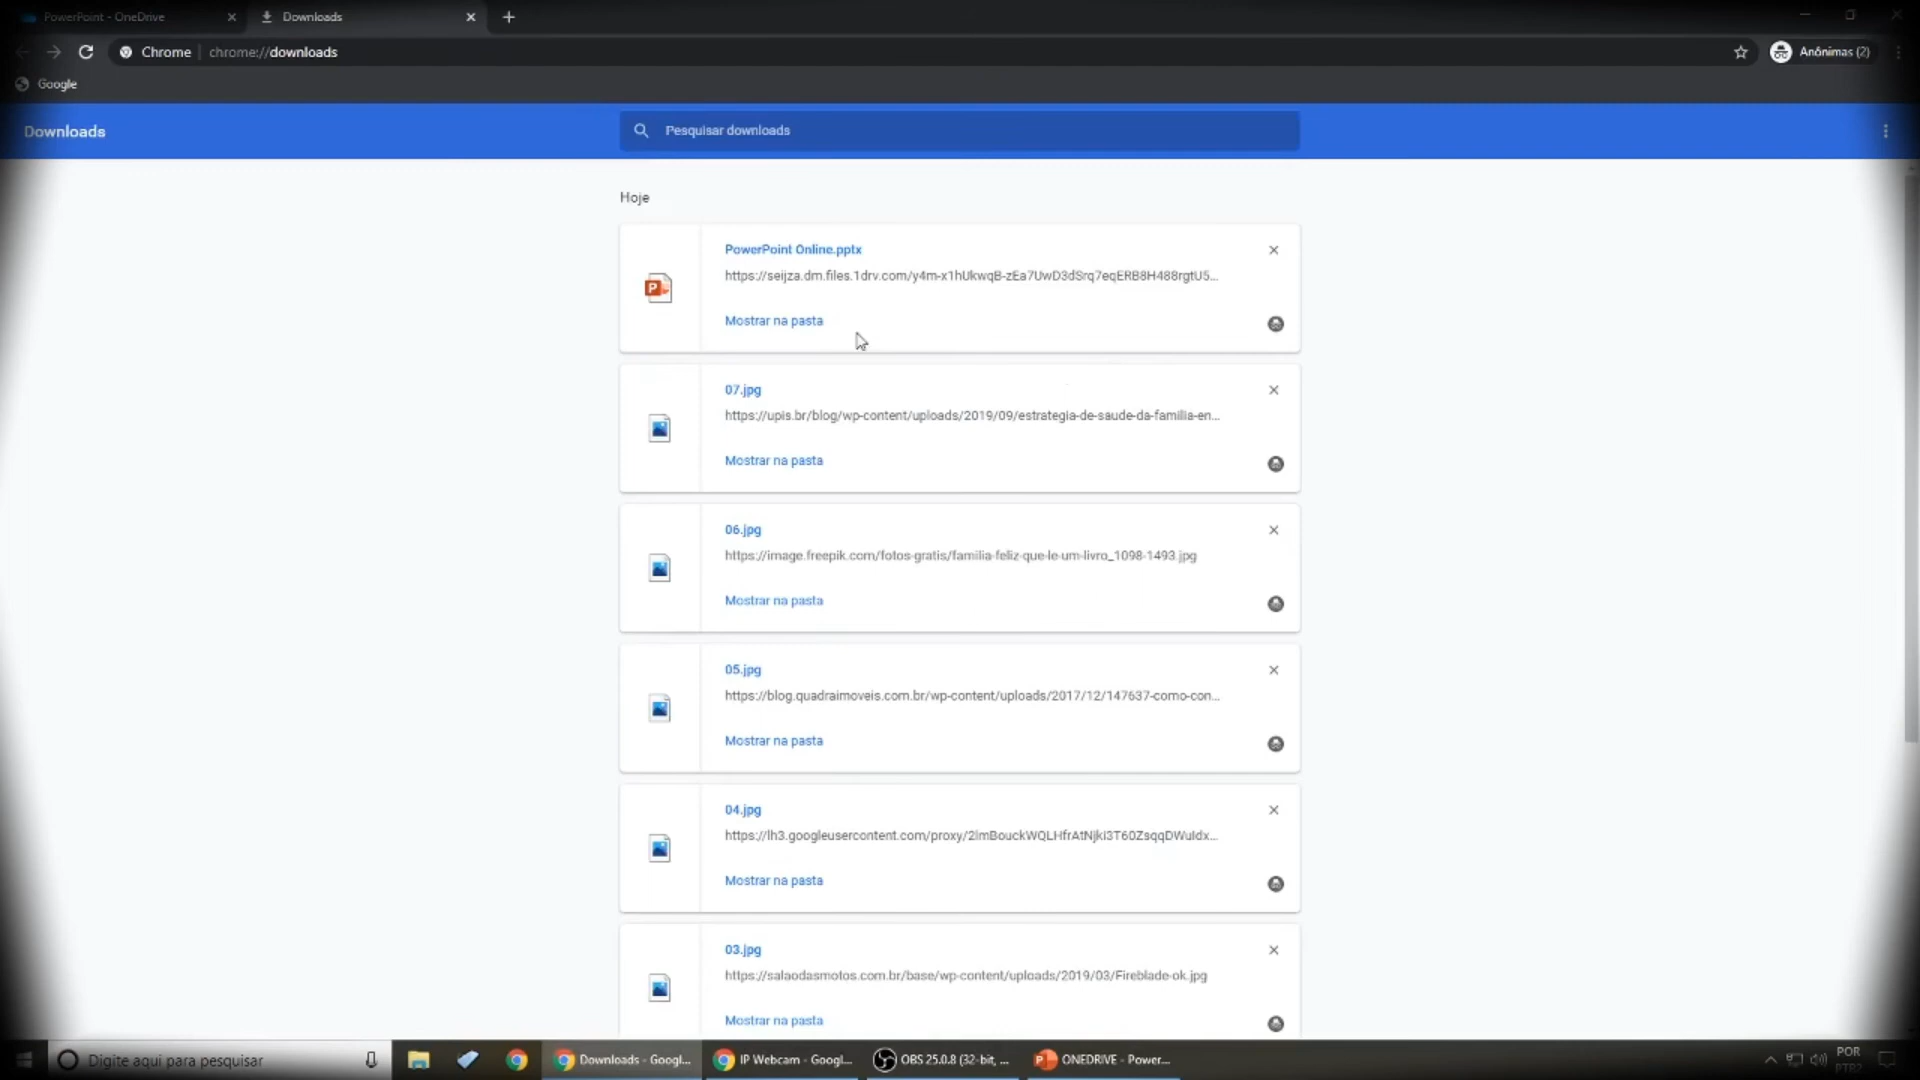 PowerPoint - OneDrive
Downloads
Chrome
chrome://downloads
Anônimas (2)
Google
Downloads
Pesquisar downloads
Hoje
PowerPoint Online.pptx
https://seijza.dm.files.1drv.com/y4m-x1hUkwqB-zEa7UwD3dSrq7eqERB8H488rgtU5...
Mostrar na pasta
07.jpg
https://upis.br/blog/wp-content/uploads/2019/09/estrategia-de-saude-da-familia-en...
Mostrar na pasta
06.jpg
https://image.freepik.com/fotos-gratis/familia-feliz-que-le-um-livro_1098-1493.jpg
Mostrar na pasta
05.jpg
https://blog.quadraimoveis.com.br/wp-content/uploads/2017/12/147637-como-con...
Mostrar na pasta
04.jpg
https://lh3.googleusercontent.com/proxy/2lmBouckWQLHfrAtNjkl3T60ZsqqDWuldx...
Mostrar na pasta
03.jpg
https://salaodasmotos.com.br/base/wp-content/uploads/2019/03/Fireblade-ok.jpg
Mostrar na pasta
Digite aqui para pesquisar
Downloads - Googl...
IP Webcam - Googl...
OBS 25.0.8 (32-bit, ...
ONEDRIVE - Power...
POR
PTB2